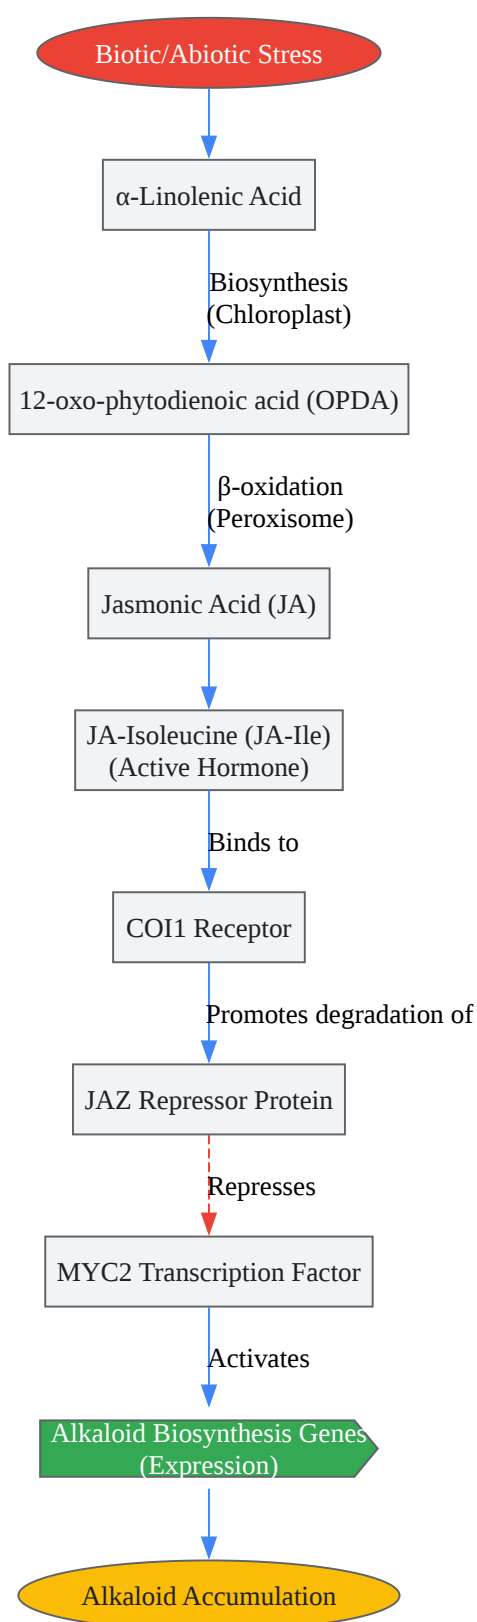 Biotic/Abiotic Stress
α-Linolenic Acid
Biosynthesis
(Chloroplast)
12-oxo-phytodienoic acid (OPDA)
β-oxidation
(Peroxisome)
Jasmonic Acid (JA)
JA-Isoleucine (JA-Ile)
(Active Hormone)
Binds to
COI1 Receptor
Promotes degradation of
JAZ Repressor Protein
Represses
MYC2 Transcription Factor
Activates
Alkaloid Biosynthesis Genes
(Expression)
Alkaloid Accumulation